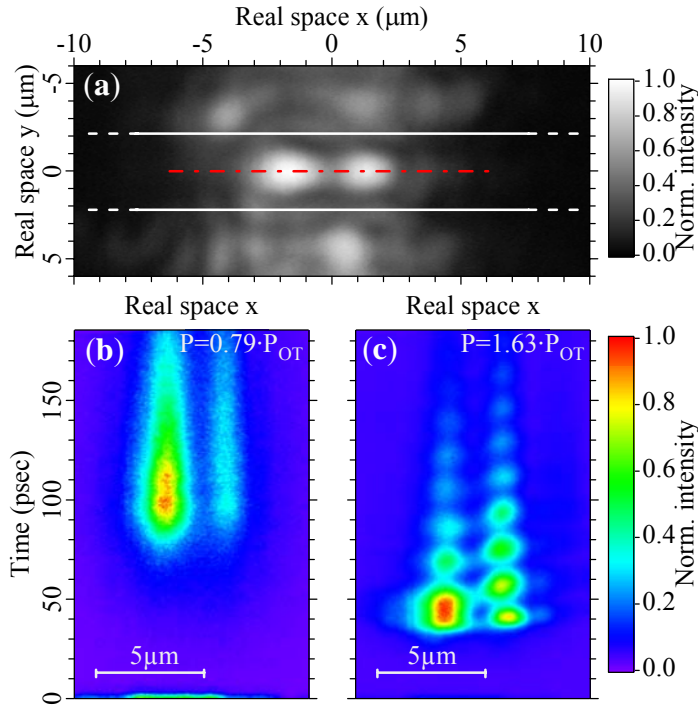 Real space x (μm)
-10 -5 0 5 10
(a)
Real space y (μm)
-5
0
5
1.0
0.8
0.6
0.4
0.2
0.0
Norm. intensity
Real space x
Real space x
(b)
P=0.79·P_OT
(c)
P=1.63·P_OT
Time (psec)
150
100
50
0
5μm
5μm
1.0
0.8
0.6
0.4
0.2
0.0
Norm. intensity